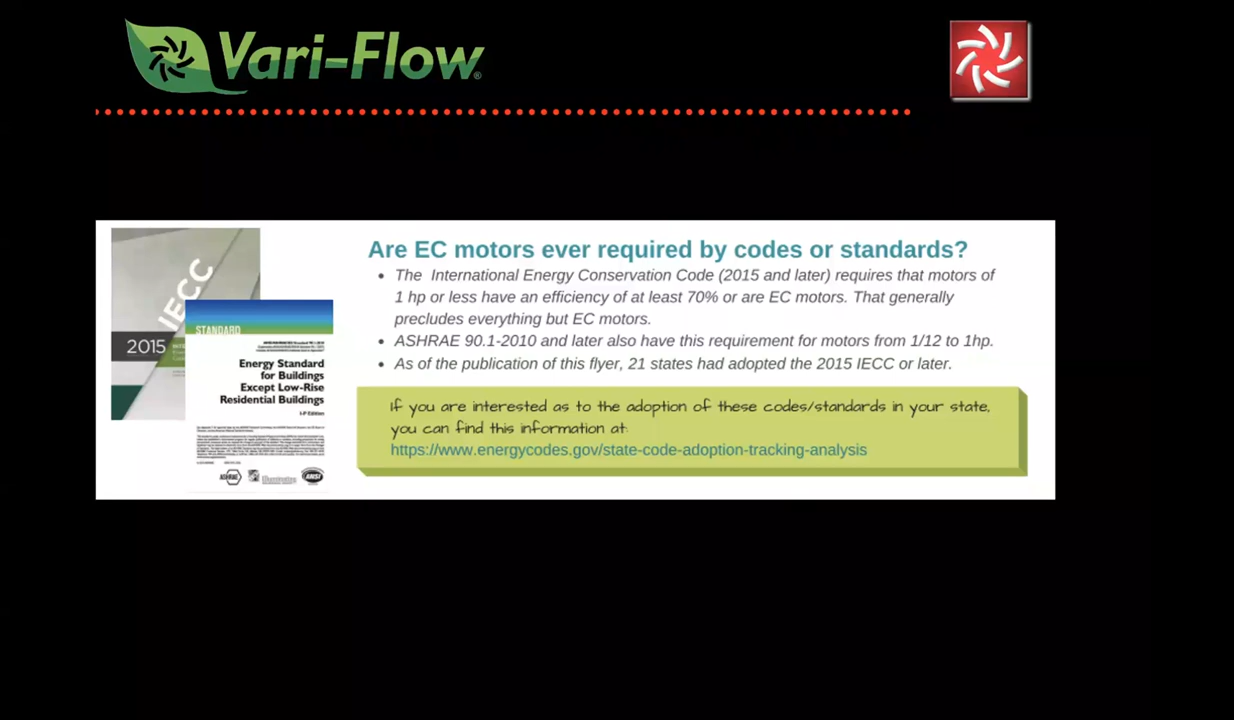 Vari-Flow®
Are EC motors ever required by codes or standards?
• The International Energy Conservation Code (2015 and later) requires that motors of
1 hp or less have an efficiency of at least 70% or are EC motors. That generally
precludes everything but EC motors.
• ASHRAE 90.1-2010 and later also have this requirement for motors from 1/12 to 1hp.
• As of the publication of this flyer, 21 states had adopted the 2015 IECC or later.
If you are interested as to the adoption of these codes/standards in your state,
you can find this information at:
https://www.energycodes.gov/state-code-adoption-tracking-analysis
IECC
2015
STANDARD
Energy Standard
for Buildings
Except Low-Rise
Residential Buildings
I-P Edition
ASHRAE
ANSI